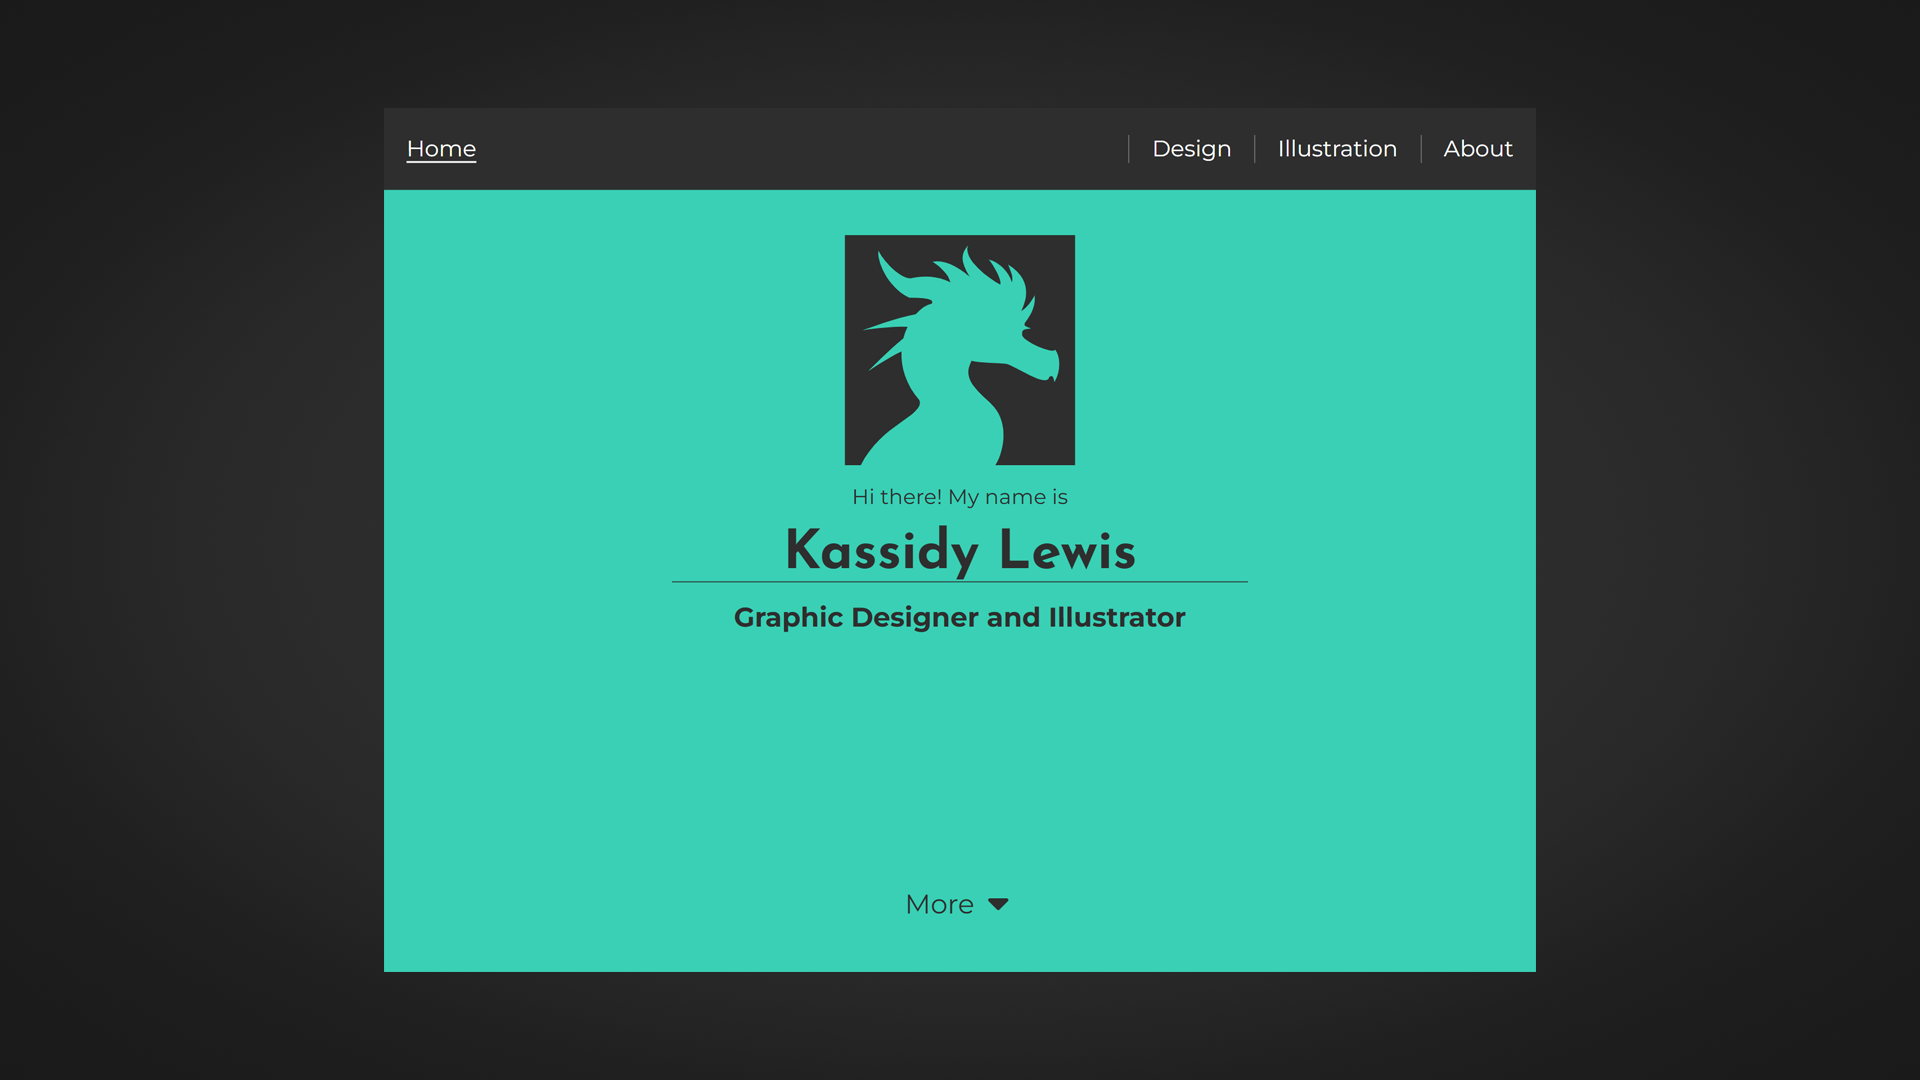 Home
Design
Illustration
About
Hi there! My name is
Kassidy Lewis
Graphic Designer and Illustrator
More